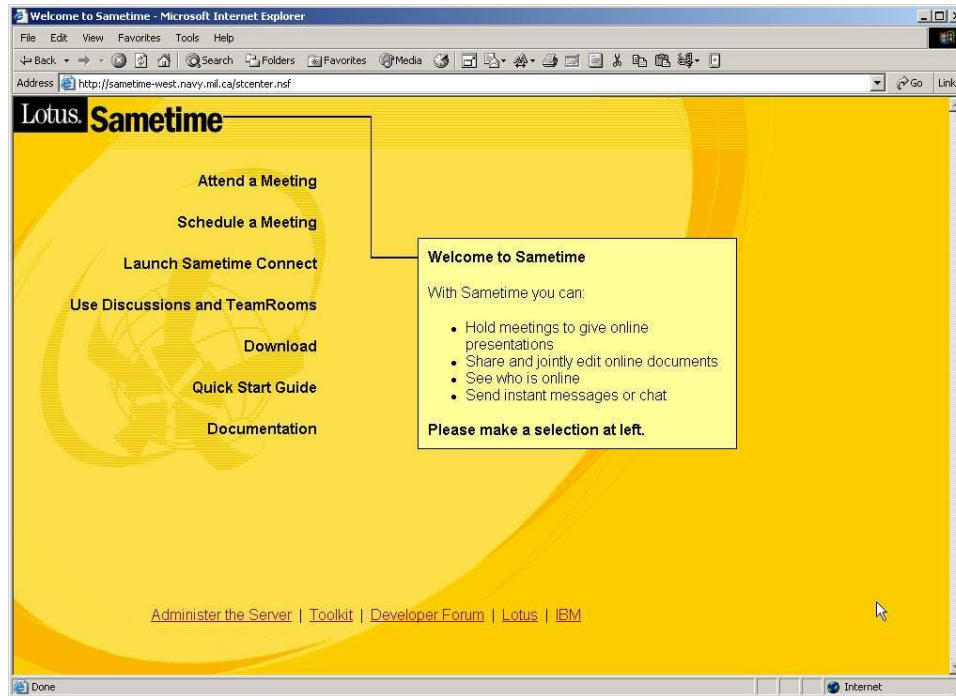 Welcome to Sametime - Microsoft Internet Explorer
File Edit View Favorites Tools Help
Back Search Folders Favorites Media
Address http://sametime-west.navy.mil.ca/stcenter.nsf Go Link
Lotus. Sametime
Attend a Meeting
Schedule a Meeting
Launch Sametime Connect
Use Discussions and TeamRooms
Download
Quick Start Guide
Documentation
Welcome to Sametime
With Sametime you can:
• Hold meetings to give online
presentations
• Share and jointly edit online documents
• See who is online
• Send instant messages or chat
Please make a selection at left.
Administer the Server | Toolkit | Developer Forum | Lotus | IBM
Done Internet